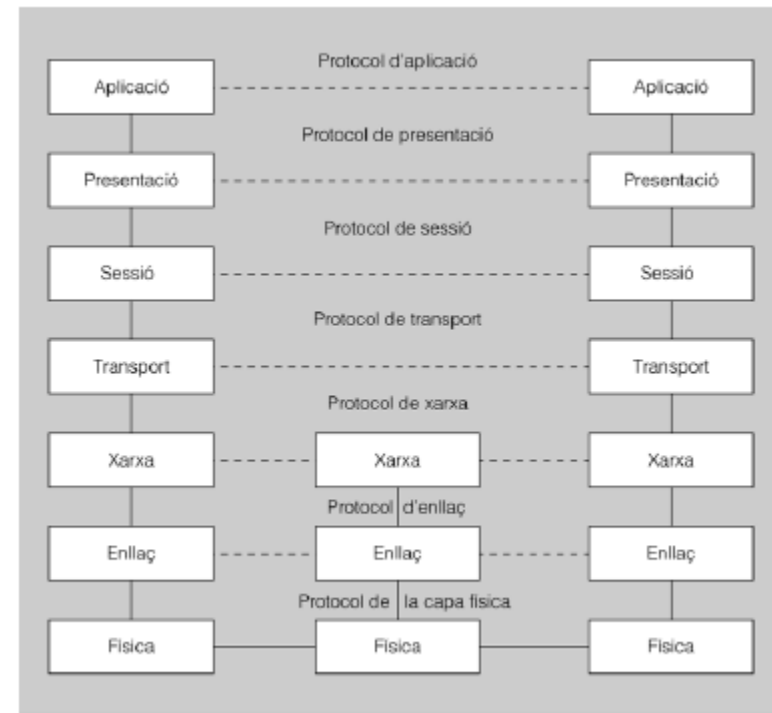 Protocol d'aplicació
Aplicació
Aplicació
Protocol de presentació
Presentació
Presentació
Protocol de sessió
Sessió
Sessió
Protocol de transport
Transport
Transport
Protocol de xarxa
Xarxa
Xarxa
Xarxa
Protocol d'enllaç
Enllaç
Enllaç
Enllaç
Protocol de la capa física
Física
Física
Física